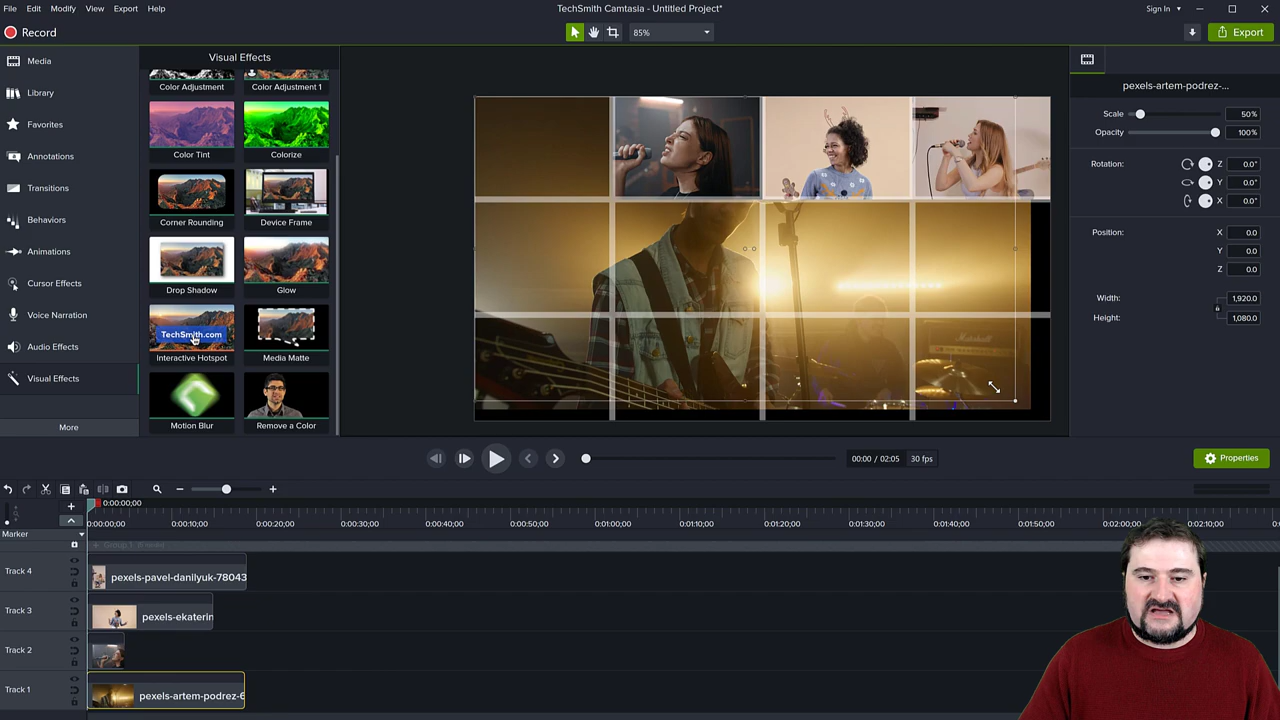 File Edit Modify View Export Help
TechSmith Camtasia - Untitled Project*
Sign In
Record
85%
Export
Media
Library
Favorites
Annotations
Transitions
Behaviors
Animations
Cursor Effects
Voice Narration
Audio Effects
Visual Effects
More
Visual Effects
Color Adjustment
Color Adjustment 1
Color Tint
Colorize
Corner Rounding
Device Frame
Drop Shadow
Glow
TechSmith.com
Interactive Hotspot
Media Matte
Motion Blur
Remove a Color
pexels-artem-podrez-...
Scale 50%
Opacity 100%
Rotation: Z 0.0°
Y 0.0°
X 0.0°
Position: X 0.0
Y 0.0
Z 0.0
Width: 1,920.0
Height: 1,080.0
00:00 / 02:05 30 fps
Properties
0:00:00;00
0:00:00;00 0:00:10;00 0:00:20;00 0:00:30;00 0:00:40;00 0:00:50;00 0:01:00;00 0:01:10;00 0:01:20;00 0:01:30;00 0:01:40;00 0:01:50;00 0:02:00;00 0:02:10;00
Marker
Track 4
pexels-pavel-danilyuk-78043
Track 3
pexels-ekaterin
Track 2
Track 1
pexels-artem-podrez-6